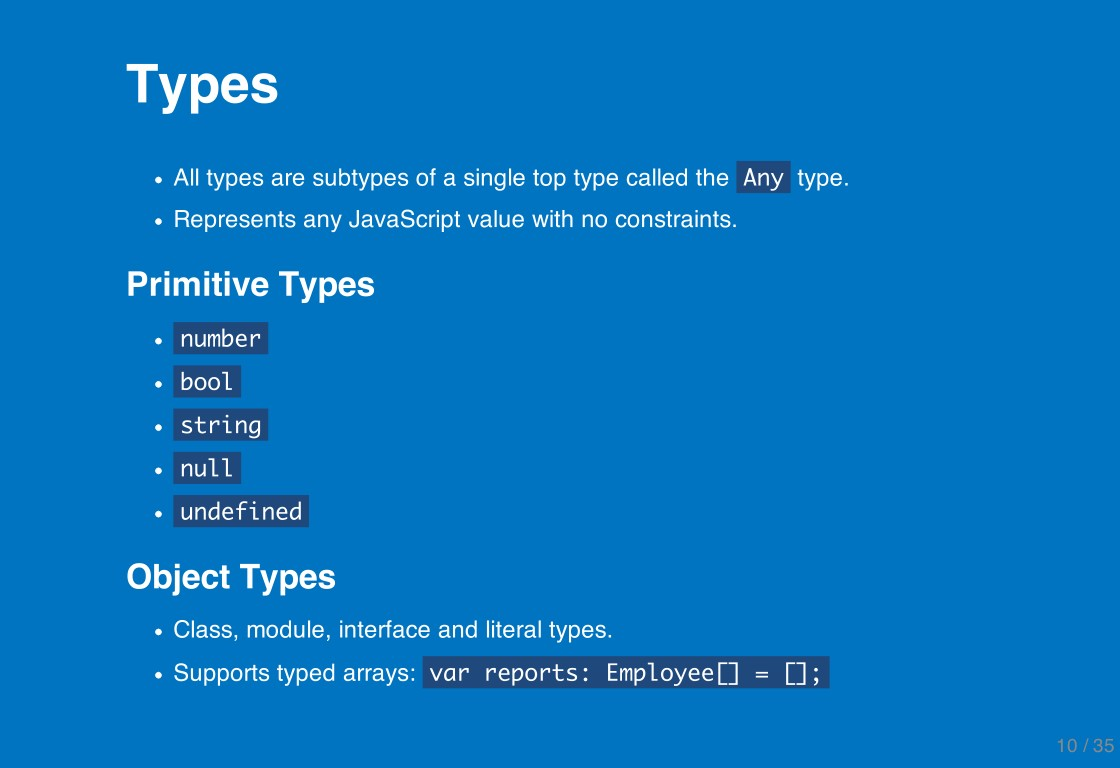 Types
• All types are subtypes of a single top type called the Any type.
• Represents any JavaScript value with no constraints.
Primitive Types
• number
• bool
• string
• null
• undefined
Object Types
• Class, module, interface and literal types.
• Supports typed arrays: var reports: Employee[] = [];
10 / 35